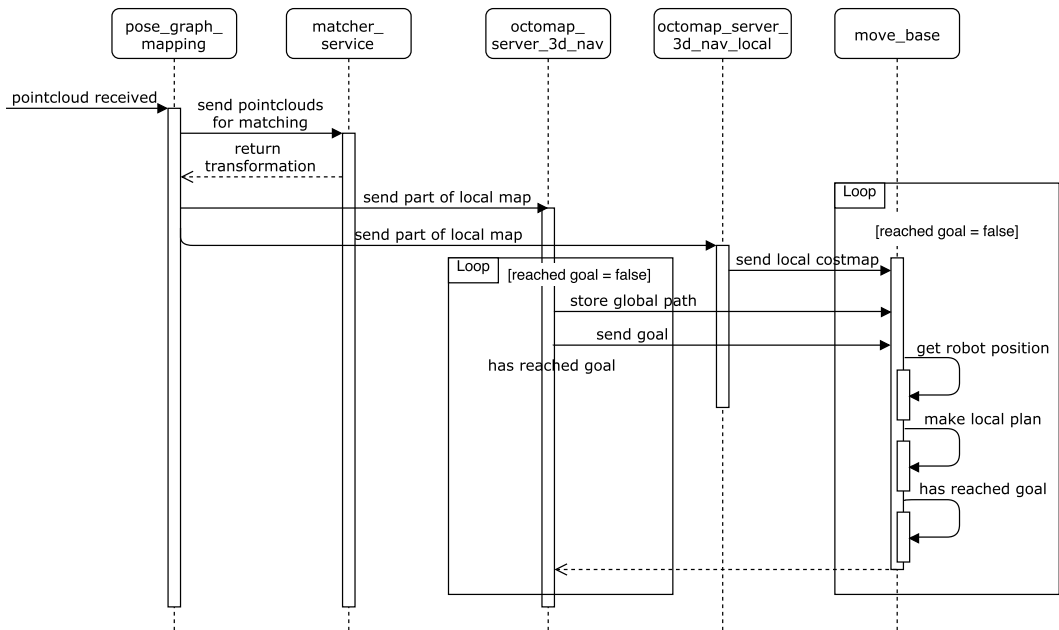 pose_graph_
mapping
matcher_
service
octomap_
server_3d_nav
octomap_server_
3d_nav_local
move_base
pointcloud received
send pointclouds
for matching
return
transformation
send part of local map
send part of local map
Loop
[reached goal = false]
Loop
[reached goal = false]
send local costmap
store global path
send goal
has reached goal
get robot position
make local plan
has reached goal